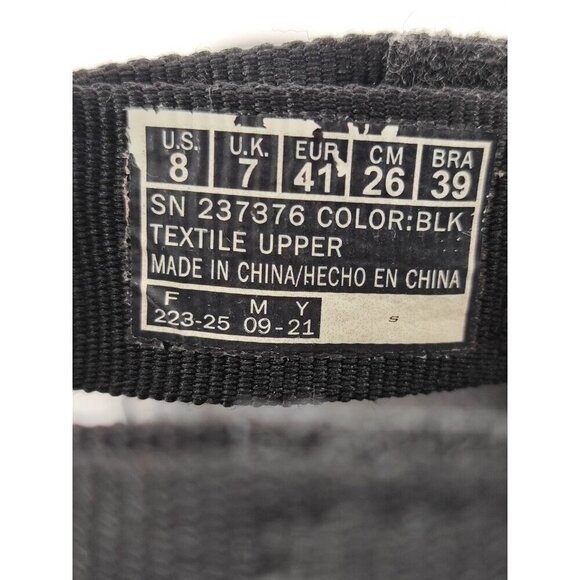 U.S. U.K. EUR CM BRA
8 7 41 26 39
SN 237376 COLOR:BLK
TEXTILE UPPER
MADE IN CHINA/HECHO EN CHINA
F M Y
223-25 09-21 S